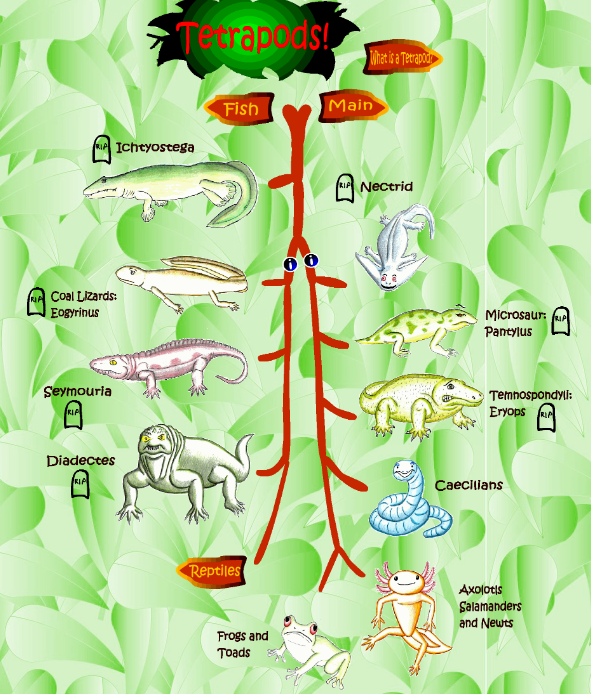 Tetrapods!
What is a Tetrapod?
Fish
Main
RIP
Ichtyostega
RIP
Nectrid
i
i
RIP
Coal Lizards:
Eogyrinus
Microsaur:
Pantylus
RIP
Seymouria
RIP
Temnospondyli:
Eryops
RIP
Diadectes
RIP
Caecilians
Reptiles
Axolotls
Salamanders
and Newts
Frogs and
Toads